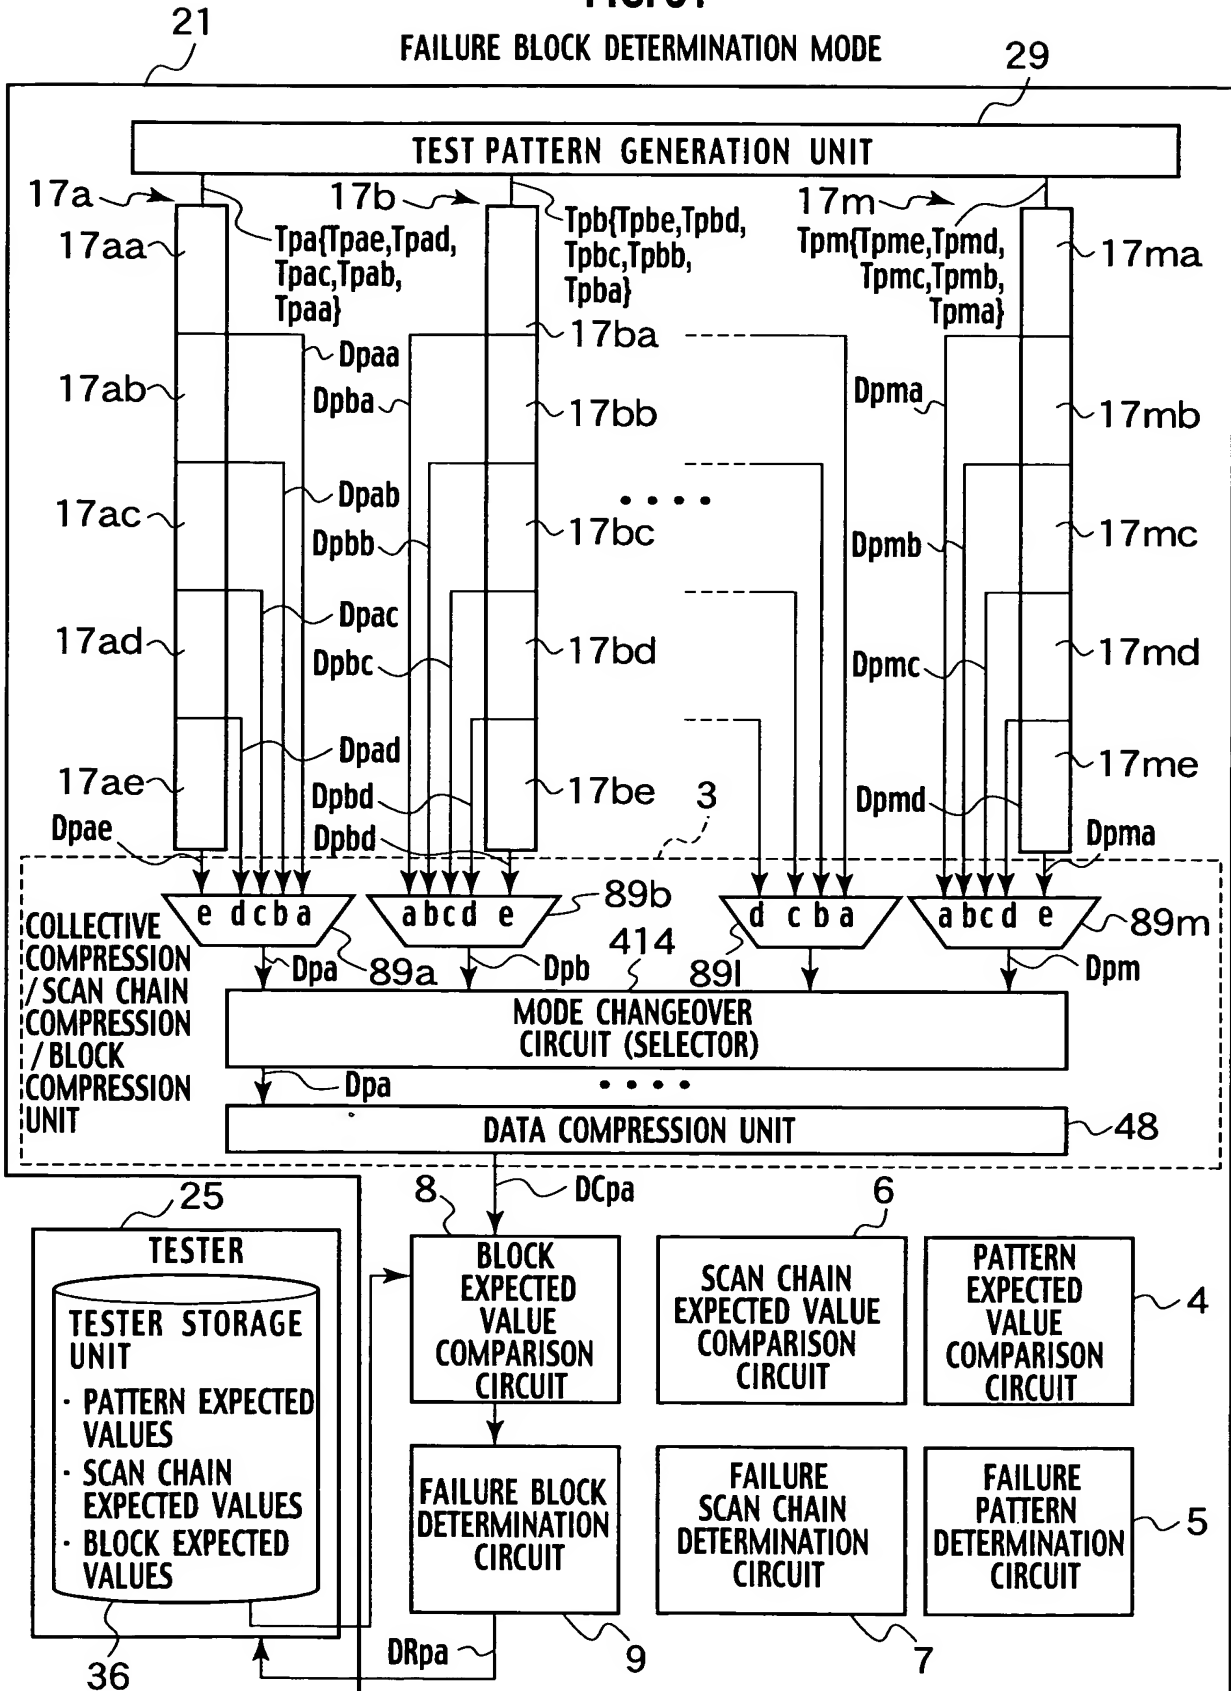 21
FAILURE BLOCK DETERMINATION MODE
29
TEST PATTERN GENERATION UNIT
17a
17b
17m
Tpa{Tpae,Tpad,
Tpac,Tpab,
Tpaa}
Tpb{Tpbe,Tpbd,
Tpbc,Tpbb,
Tpba}
Tpm{Tpme,Tpmd,
Tpmc,Tpmb,
Tpma}
17aa
17ma
17ba
Dpaa
17ab
Dpba
17bb
Dpma
17mb
Dpab
17ac
Dpbb
17bc
Dpmb
17mc
Dpac
17ad
Dpbc
17bd
Dpmc
17md
Dpad
17ae
Dpbd
17be
3
Dpmd
17me
Dpae
Dpbd
Dpma
e d c b a
a b c d e
89b
d c b a
a b c d e
89m
COLLECTIVE
COMPRESSION
/SCAN CHAIN
COMPRESSION
/BLOCK
COMPRESSION
UNIT
Dpa
89a
Dpb
414
89l
Dpm
MODE CHANGEOVER
CIRCUIT (SELECTOR)
Dpa
DATA COMPRESSION UNIT
48
DCpa
25
8
6
TESTER
TESTER STORAGE
UNIT
· PATTERN EXPECTED
VALUES
· SCAN CHAIN
EXPECTED VALUES
· BLOCK EXPECTED
VALUES
BLOCK
EXPECTED
VALUE
COMPARISON
CIRCUIT
SCAN CHAIN
EXPECTED VALUE
COMPARISON
CIRCUIT
PATTERN
EXPECTED
VALUE
COMPARISON
CIRCUIT
4
FAILURE BLOCK
DETERMINATION
CIRCUIT
FAILURE
SCAN CHAIN
DETERMINATION
CIRCUIT
FAILURE
PATTERN
DETERMINATION
CIRCUIT
5
36
DRpa
9
7